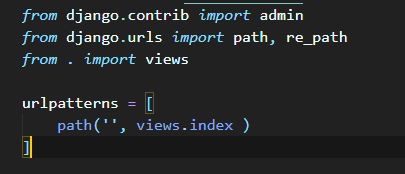 from django.contrib import admin
from django.urls import path, re_path
from . import views
urlpatterns = [
    path('', views.index )
]